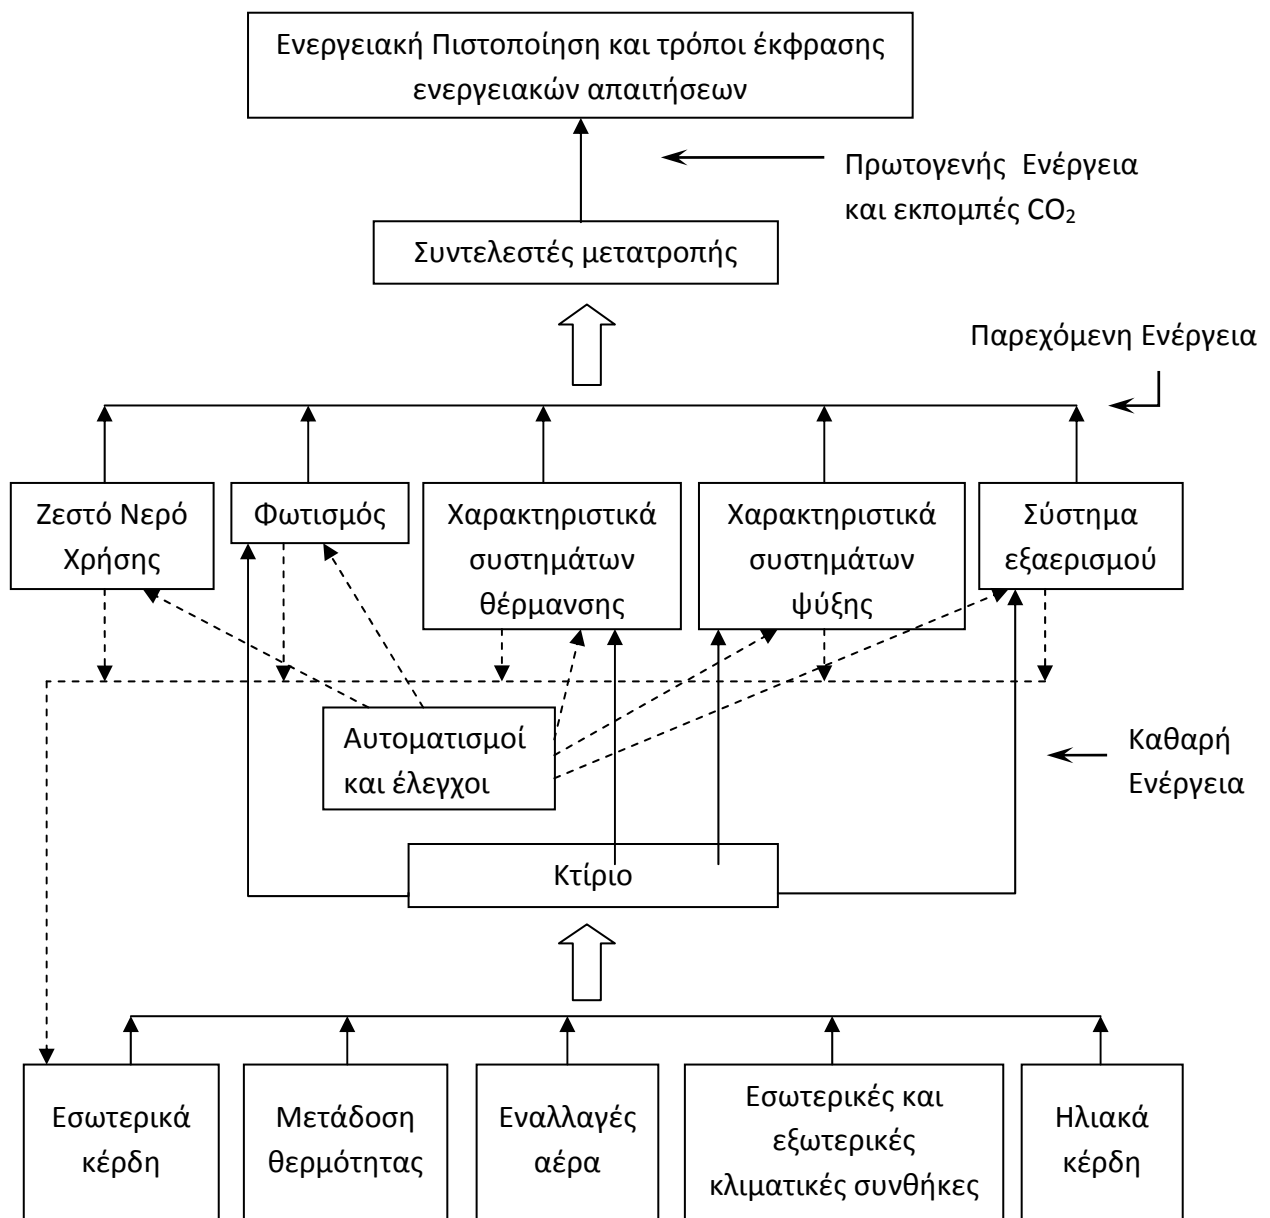 Ενεργειακή Πιστοποίηση και τρόποι έκφρασης
ενεργειακών απαιτήσεων
Πρωτογενής Ενέργεια
και εκπομπές CO₂
Συντελεστές μετατροπής
Παρεχόμενη Ενέργεια
Ζεστό Νερό
Χρήσης
Φωτισμός
Χαρακτηριστικά
συστημάτων
θέρμανσης
Χαρακτηριστικά
συστημάτων
ψύξης
Σύστημα
εξαερισμού
Αυτοματισμοί
και έλεγχοι
Καθαρή
Ενέργεια
Κτίριο
Εσωτερικά
κέρδη
Μετάδοση
θερμότητας
Εναλλαγές
αέρα
Εσωτερικές και
εξωτερικές
κλιματικές συνθήκες
Ηλιακά
κέρδη